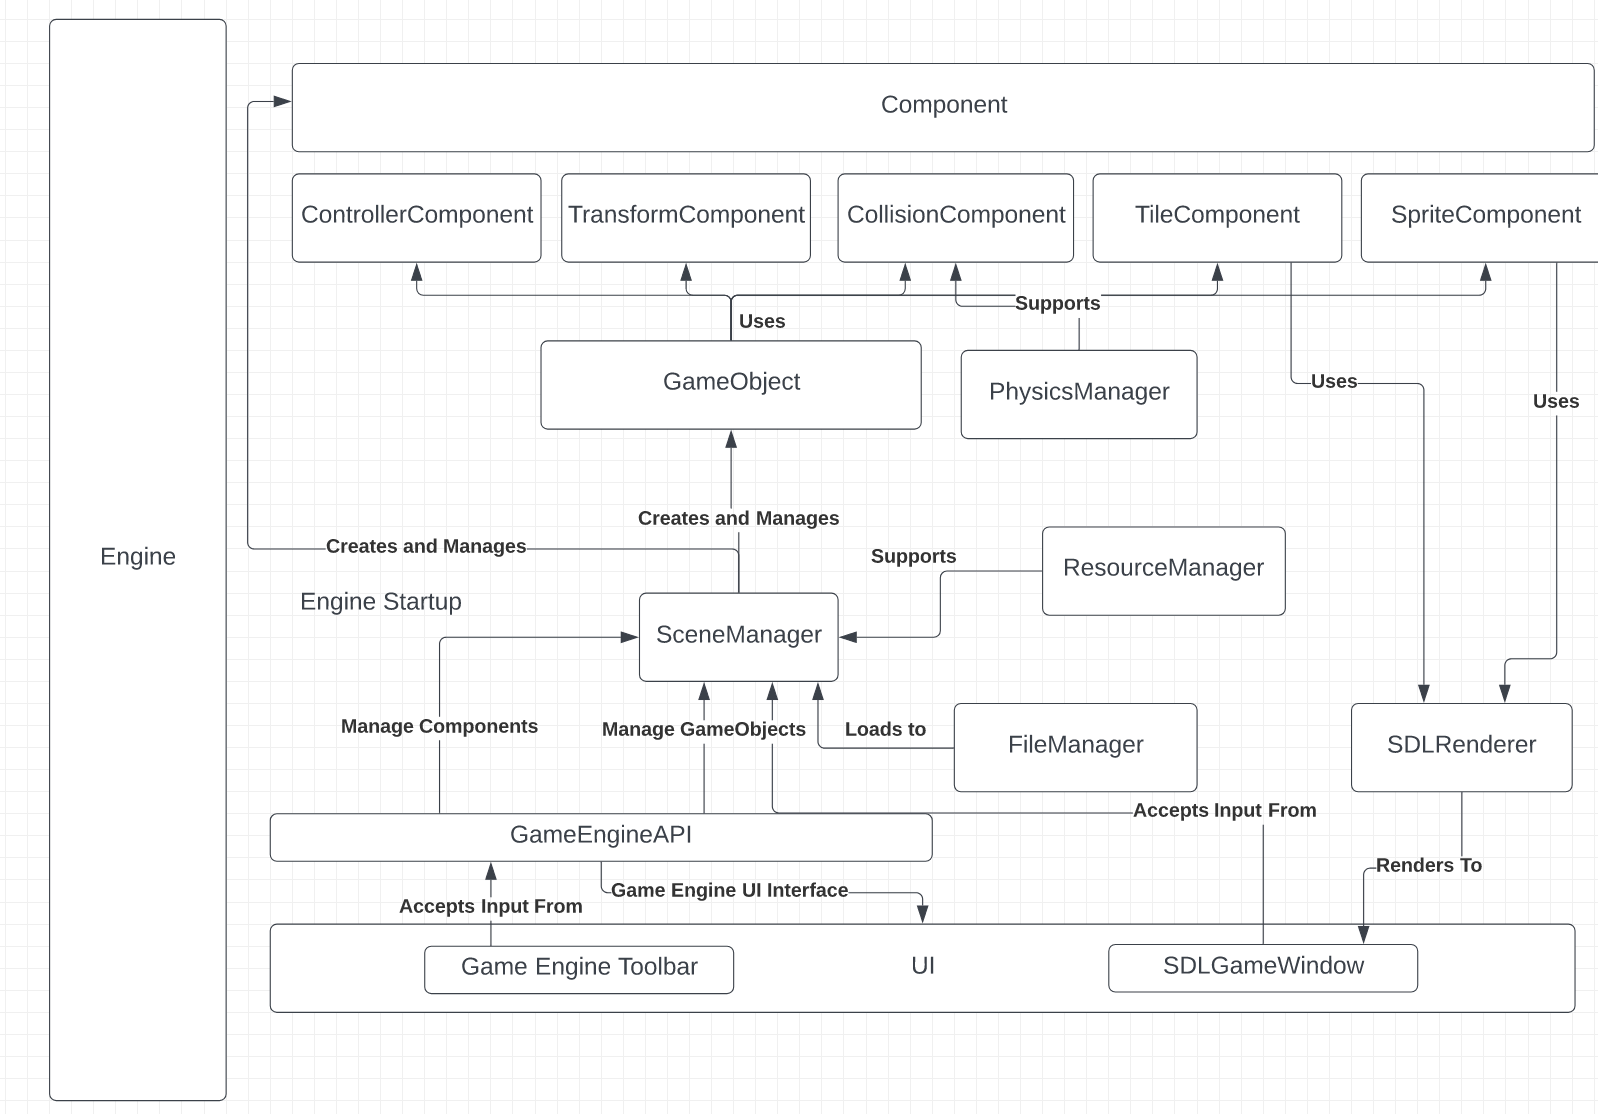 Component
ControllerComponent
TransformComponent
CollisionComponent
TileComponent
SpriteComponent
Supports
Uses
GameObject
PhysicsManager
Uses
Uses
Creates and Manages
Creates and Manages
Supports
ResourceManager
Engine
Engine Startup
SceneManager
Manage Components
Manage GameObjects
Loads to
FileManager
SDLRenderer
Accepts Input From
GameEngineAPI
Renders To
Game Engine UI Interface
Accepts Input From
Game Engine Toolbar
UI
SDLGameWindow